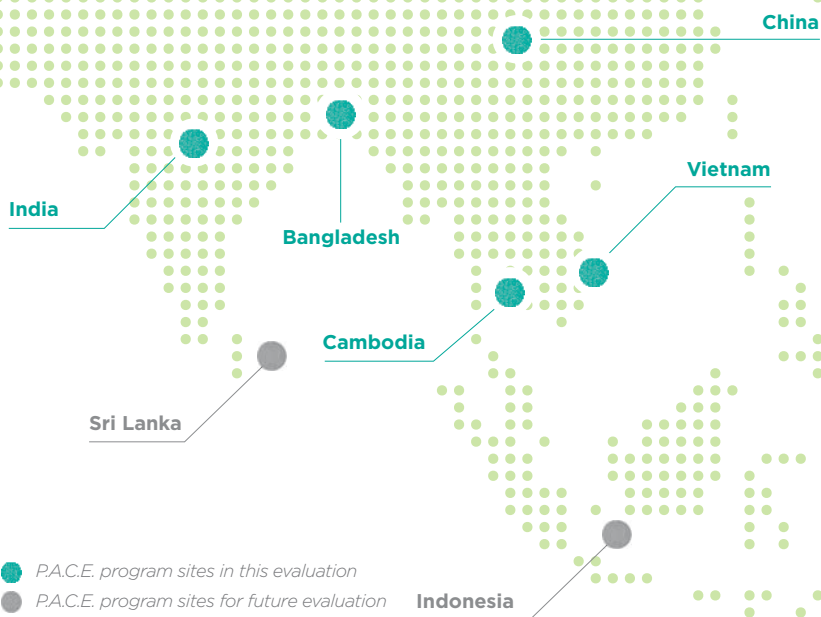 China
Vietnam
India
Bangladesh
Cambodia
Sri Lanka
P.A.C.E. program sites in this evaluation
P.A.C.E. program sites for future evaluation
Indonesia